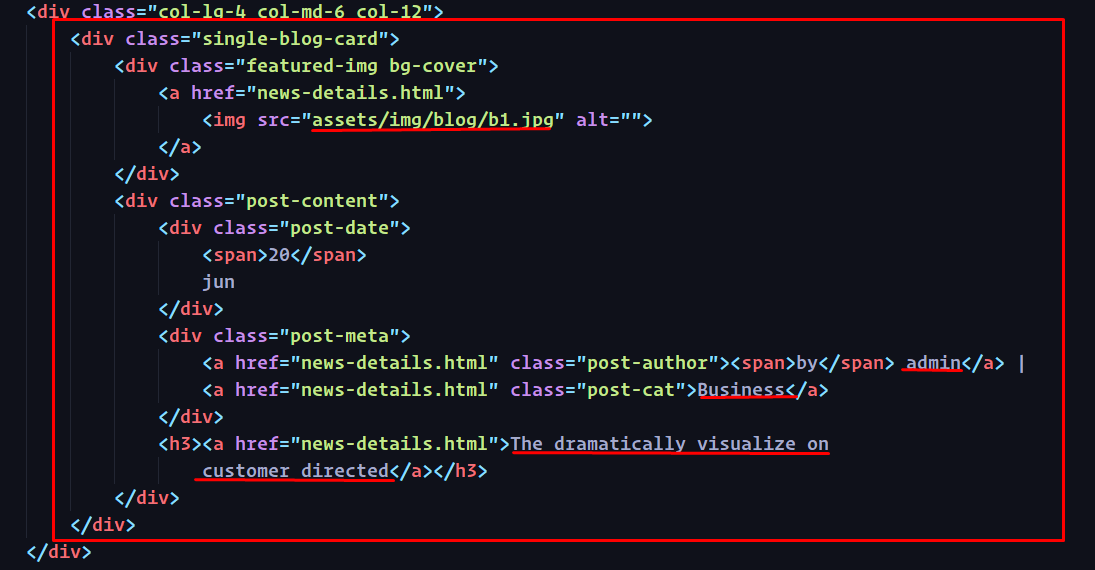 <div class="col-lg-4 col-md-6 col-12">
<div class="single-blog-card">
<div class="featured-img bg-cover">
<a href="news-details.html">
<img src="assets/img/blog/b1.jpg" alt="">
</a>
</div>
<div class="post-content">
<div class="post-date">
<span>20</span>
jun
</div>
<div class="post-meta">
<a href="news-details.html" class="post-author"><span>by</span> admin</a> |
<a href="news-details.html" class="post-cat">Business</a>
</div>
<h3><a href="news-details.html">The dramatically visualize on
customer directed</a></h3>
</div>
</div>
</div>